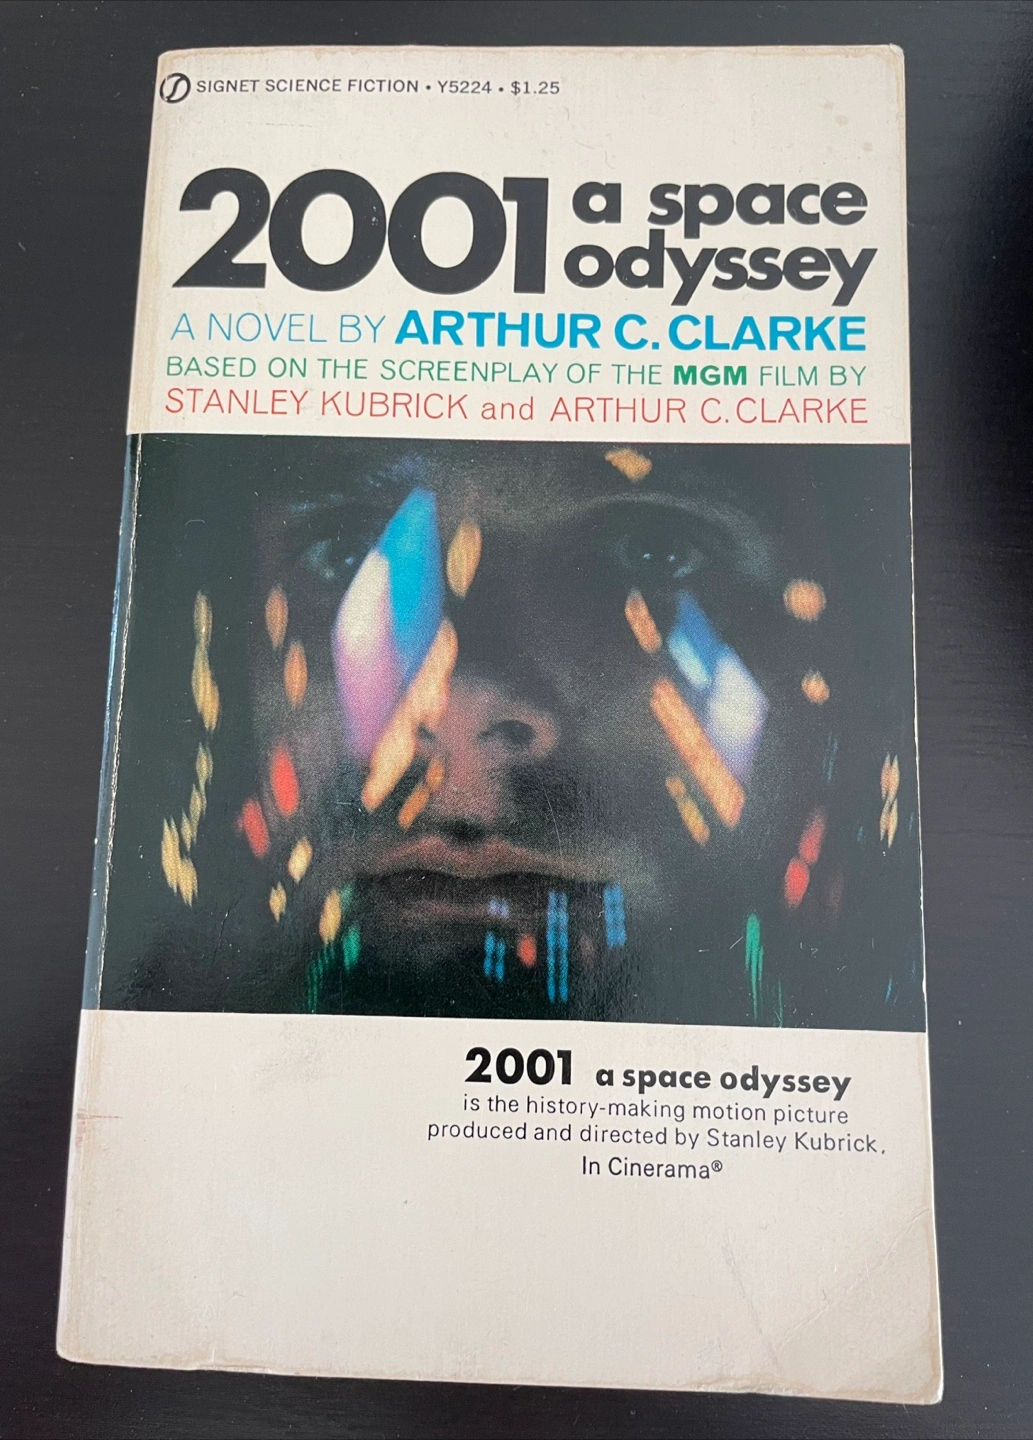 SIGNET SCIENCE FICTION • Y5224 • $1.25
2001 a space
odyssey
A NOVEL BY ARTHUR C. CLARKE
BASED ON THE SCREENPLAY OF THE MGM FILM BY
STANLEY KUBRICK and ARTHUR C. CLARKE
2001 a space odyssey
is the history-making motion picture
produced and directed by Stanley Kubrick.
In Cinerama®